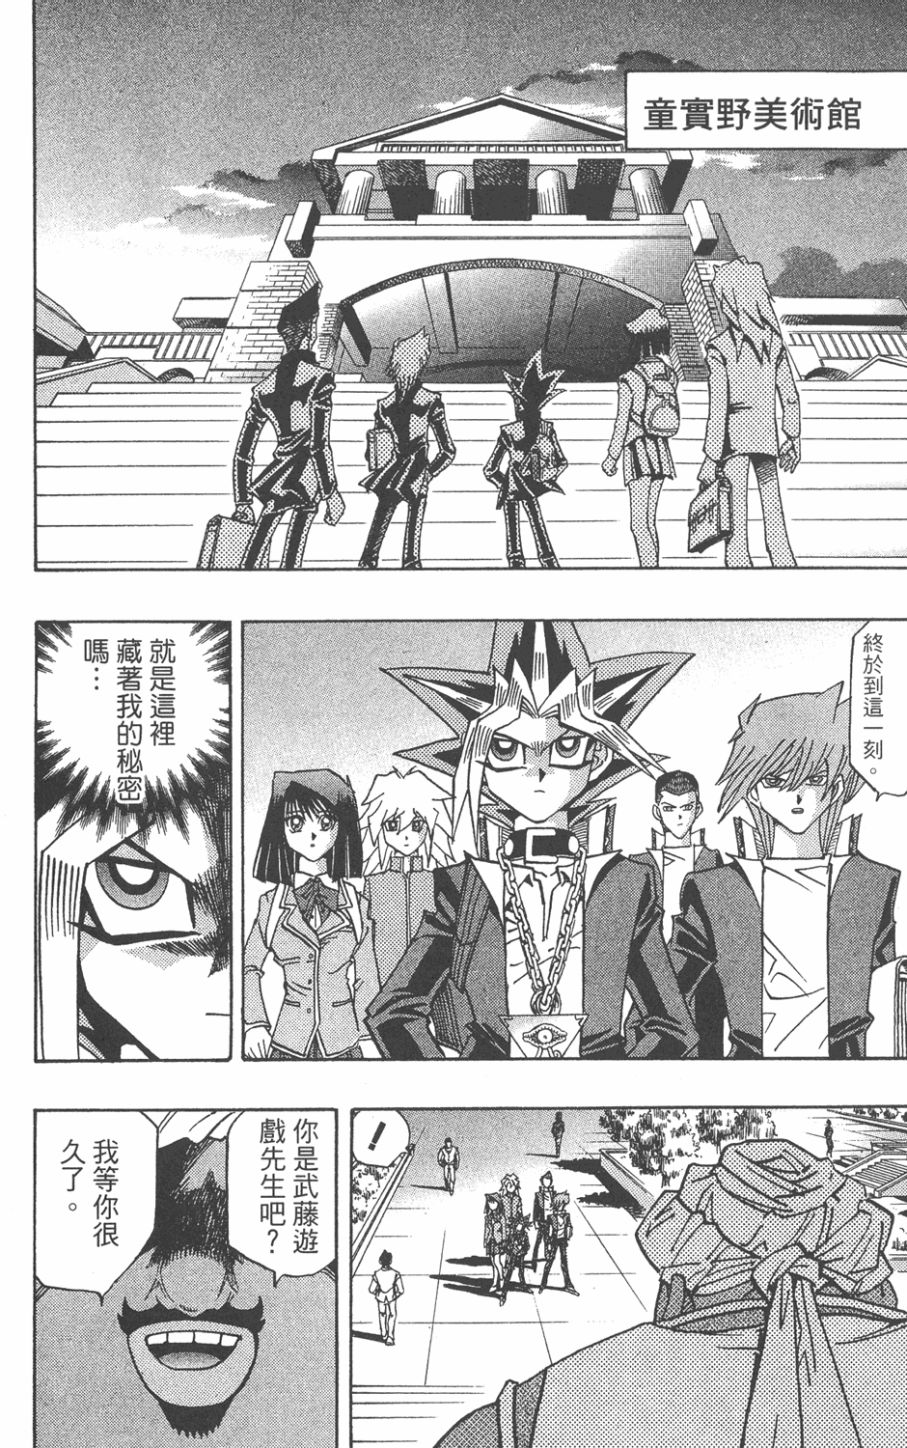 童實野美術館
終於到這一刻。
就是這裡
藏著我的秘密
嗎…
！
你是武藤遊
戲先生吧？
我等你很
久了。